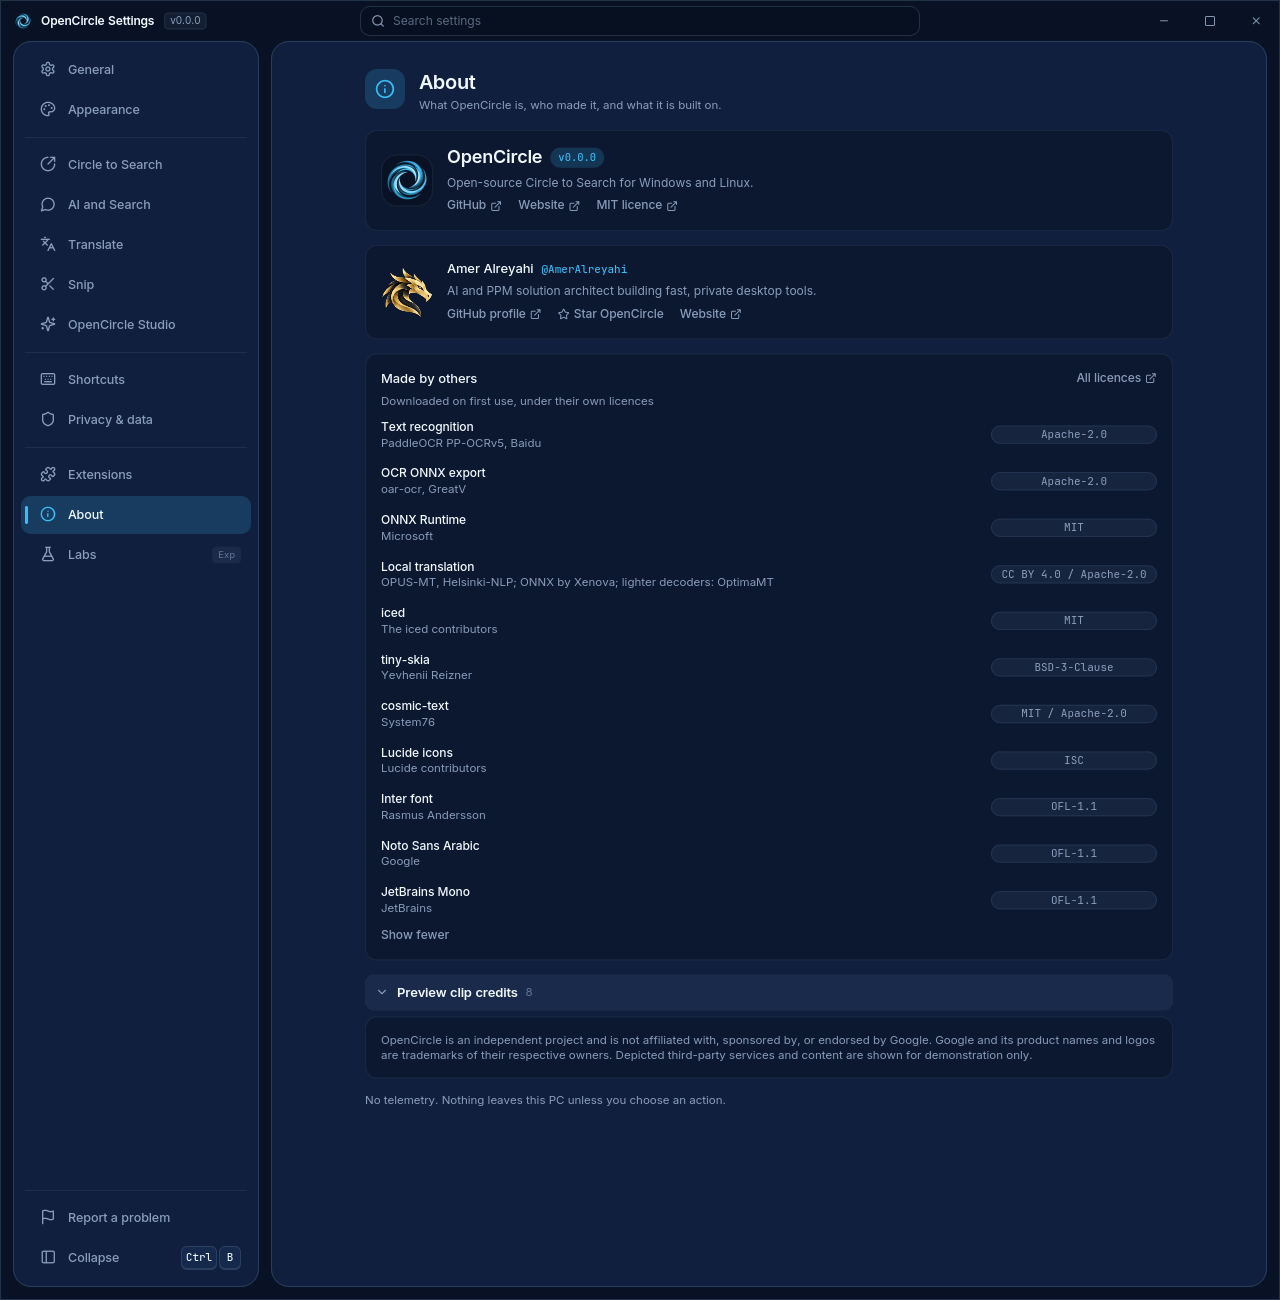 OpenCircle Settings v0.0.0
Search settings
General
Appearance
Circle to Search
AI and Search
Translate
Snip
OpenCircle Studio
Shortcuts
Privacy & data
Extensions
About
Labs Exp
Report a problem
Collapse Ctrl B
About
What OpenCircle is, who made it, and what it is built on.
OpenCircle v0.0.0
Open-source Circle to Search for Windows and Linux.
GitHub Website MIT licence
Amer Alreyahi @AmerAlreyahi
AI and PPM solution architect building fast, private desktop tools.
GitHub profile Star OpenCircle Website
Made by others All licences
Downloaded on first use, under their own licences
Text recognition
PaddleOCR PP-OCRv5, Baidu
Apache-2.0
OCR ONNX export
oar-ocr, GreatV
Apache-2.0
ONNX Runtime
Microsoft
MIT
Local translation
OPUS-MT, Helsinki-NLP; ONNX by Xenova; lighter decoders: OptimaMT
CC BY 4.0 / Apache-2.0
iced
The iced contributors
MIT
tiny-skia
Yevhenii Reizner
BSD-3-Clause
cosmic-text
System76
MIT / Apache-2.0
Lucide icons
Lucide contributors
ISC
Inter font
Rasmus Andersson
OFL-1.1
Noto Sans Arabic
Google
OFL-1.1
JetBrains Mono
JetBrains
OFL-1.1
Show fewer
Preview clip credits 8
OpenCircle is an independent project and is not affiliated with, sponsored by, or endorsed by Google. Google and its product names and logos
are trademarks of their respective owners. Depicted third-party services and content are shown for demonstration only.
No telemetry. Nothing leaves this PC unless you choose an action.